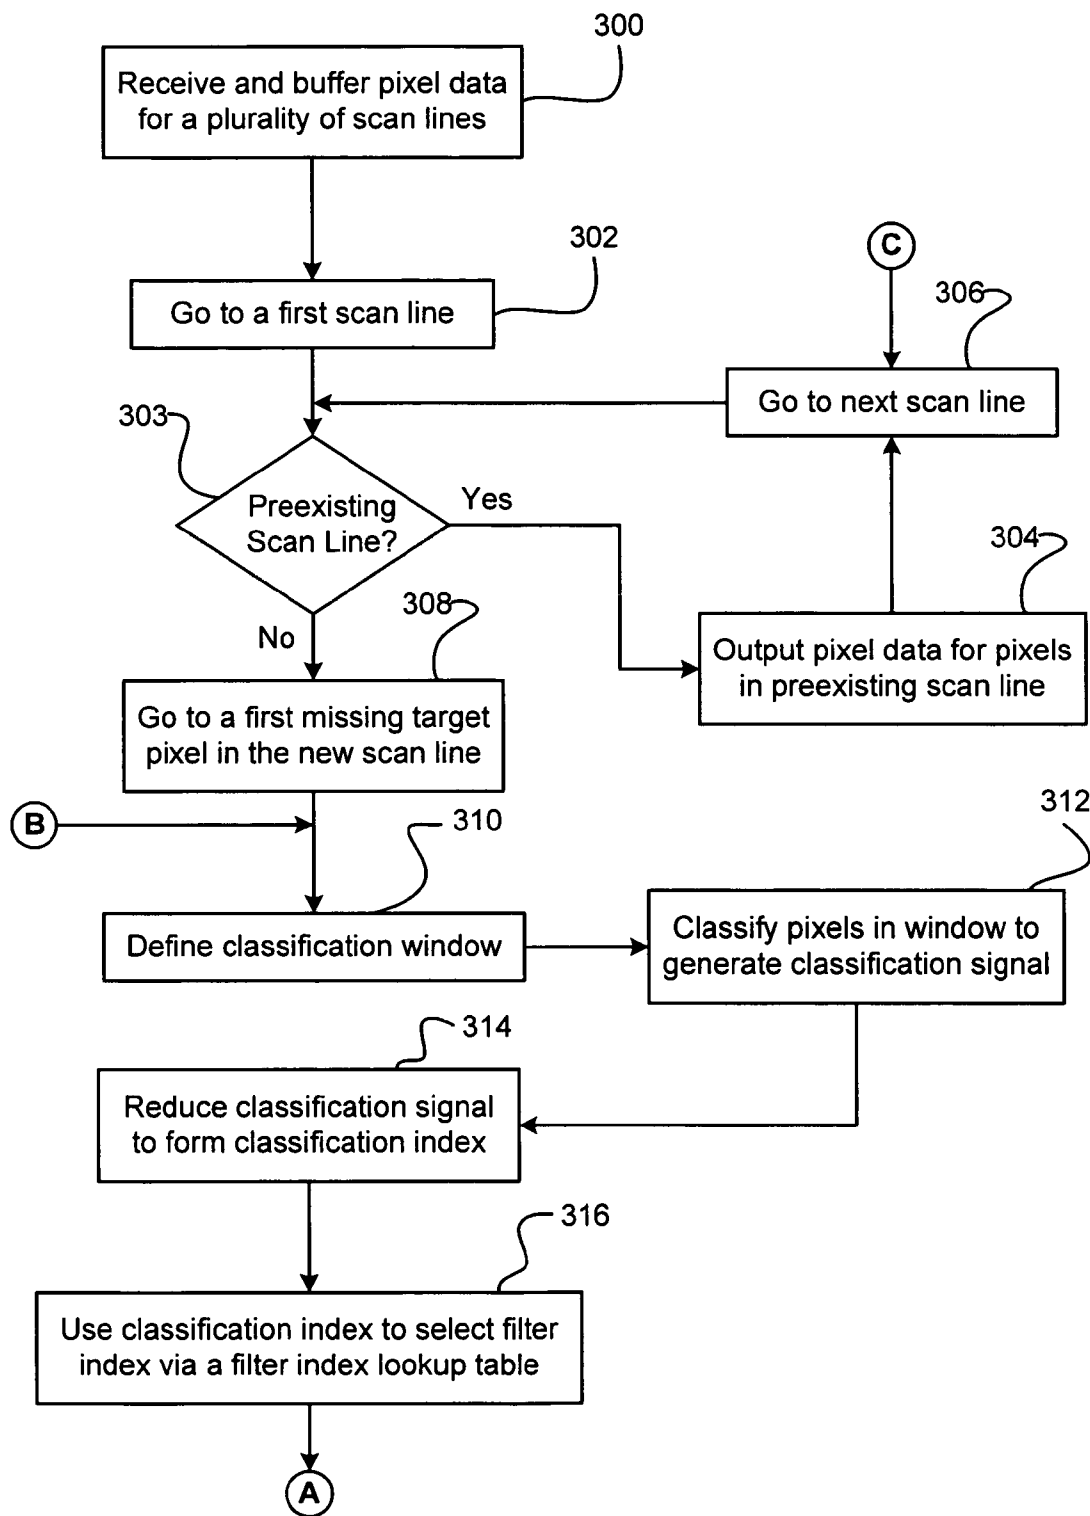 300
Receive and buffer pixel data
for a plurality of scan lines
302
Go to a first scan line
C
306
Go to next scan line
303
Preexisting
Scan Line?
Yes
No
304
Output pixel data for pixels
in preexisting scan line
308
Go to a first missing target
pixel in the new scan line
B
310
Define classification window
312
Classify pixels in window to
generate classification signal
314
Reduce classification signal
to form classification index
316
Use classification index to select filter
index via a filter index lookup table
A